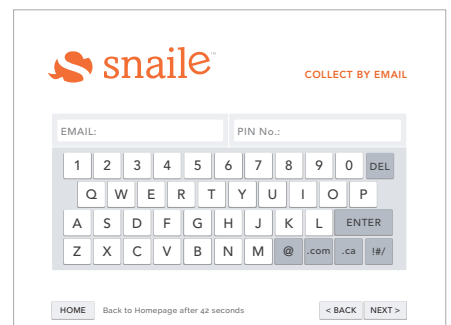 snaile™
COLLECT BY EMAIL
EMAIL: PIN No.:
1 2 3 4 5 6 7 8 9 0 DEL
Q W E R T Y U I O P
A S D F G H J K L ENTER
Z X C V B N M @ .com .ca !#/
HOME Back to Homepage after 42 seconds < BACK NEXT >